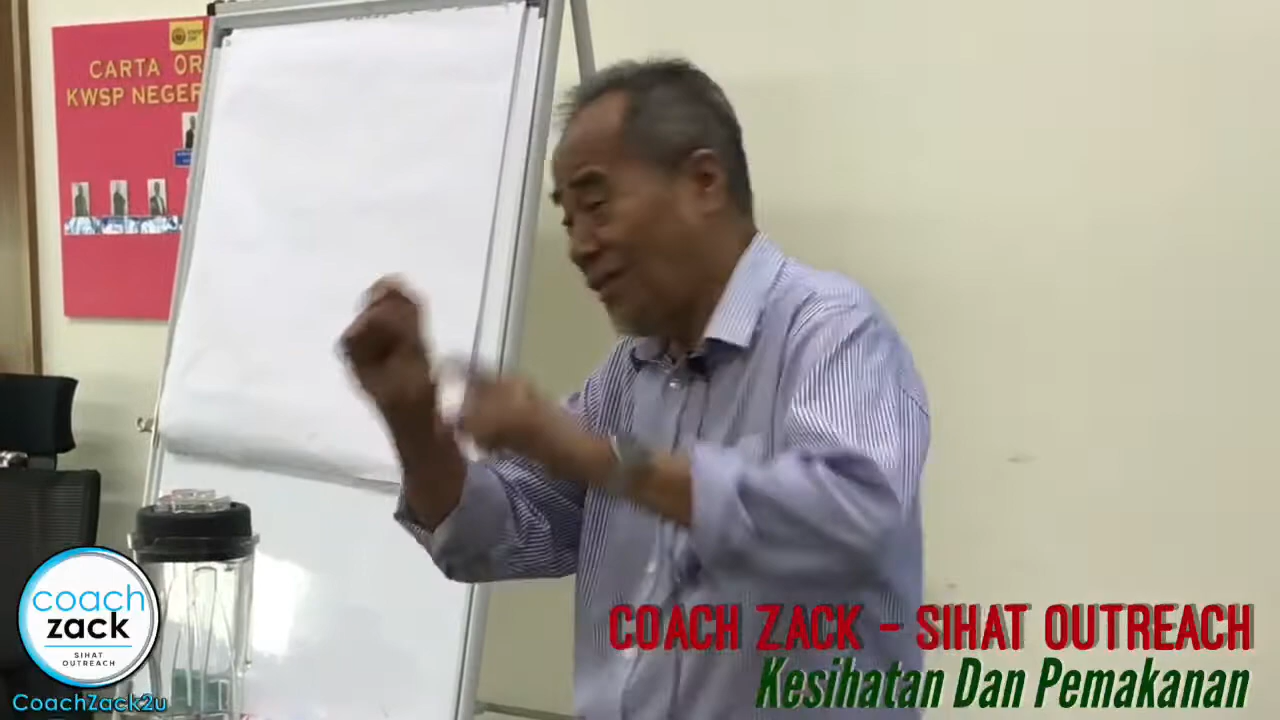 CARTA OR
KWSP NEGER
coach
zack
SIHAT
OUTREACH
CoachZack2u
COACH ZACK - SIHAT OUTREACH
Kesihatan Dan Pemakanan